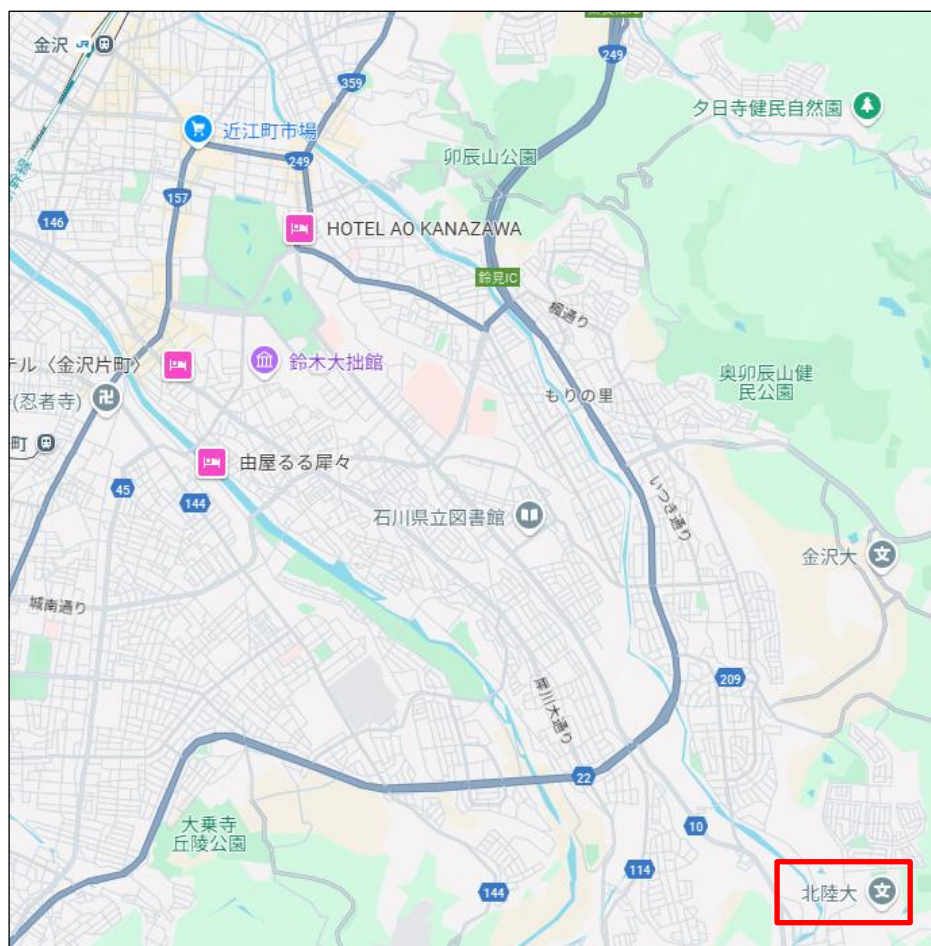 金沢 JR
249
359
夕日寺健民自然園
近江町市場
卯辰山公園
249
157
146
HOTEL AO KANAZAWA
鈴見IC
楓通り
テル〈金沢片町〉
鈴木大拙館
奥卯辰山健
民公園
(忍者寺)
もりの里
町
由屋るる犀々
45
144
いつき通り
石川県立図書館
金沢大
文
城南通り
209
犀川大通り
22
大乗寺
丘陵公園
10
114
144
北陸大
文